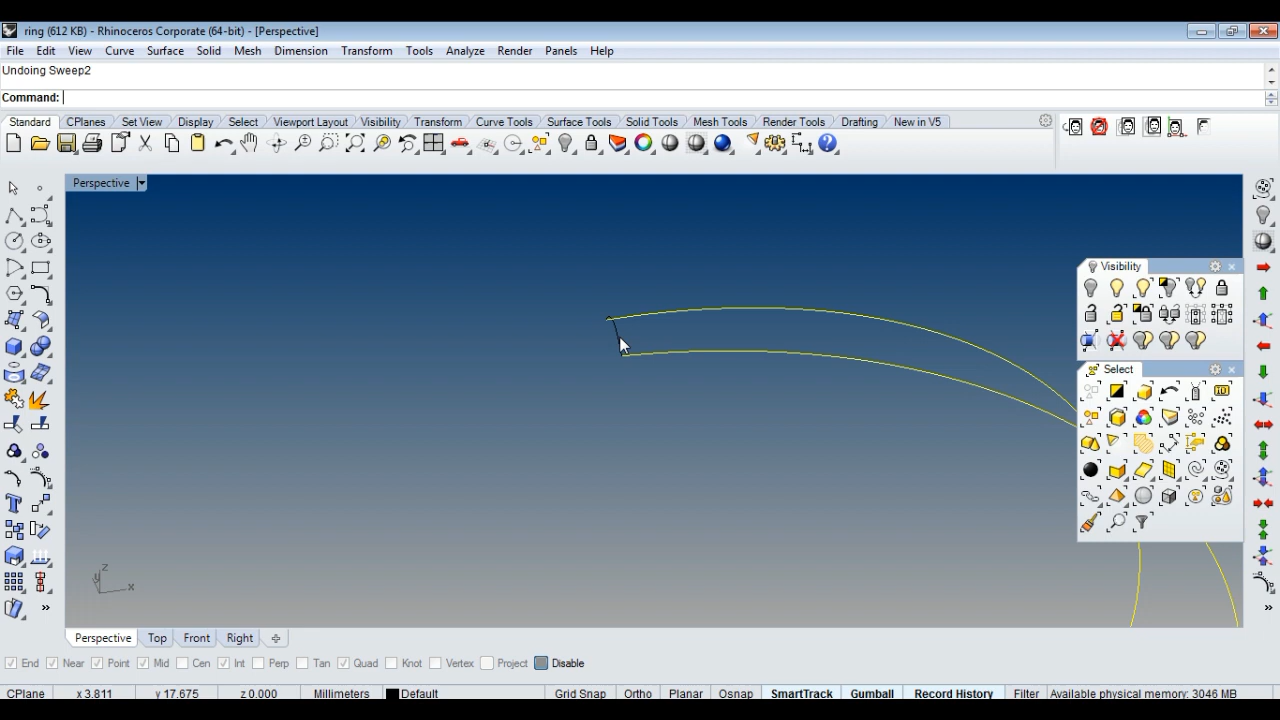 ring (612 KB) - Rhinoceros Corporate (64-bit) - [Perspective]
File Edit View Curve Surface Solid Mesh Dimension Transform Tools Analyze Render Panels Help
Undoing Sweep2
Command:
Standard CPlanes Set View Display Select Viewport Layout Visibility Transform Curve Tools Surface Tools Solid Tools Mesh Tools Render Tools Drafting New in V5
Perspective
Visibility
Select
z
y
x
Perspective Top Front Right
End Near Point Mid Cen Int Perp Tan Quad Knot Vertex Project Disable
CPlane x 3.811 y 17.675 z 0.000 Millimeters Default Grid Snap Ortho Planar Osnap SmartTrack Gumball Record History Filter Available physical memory: 3046 MB